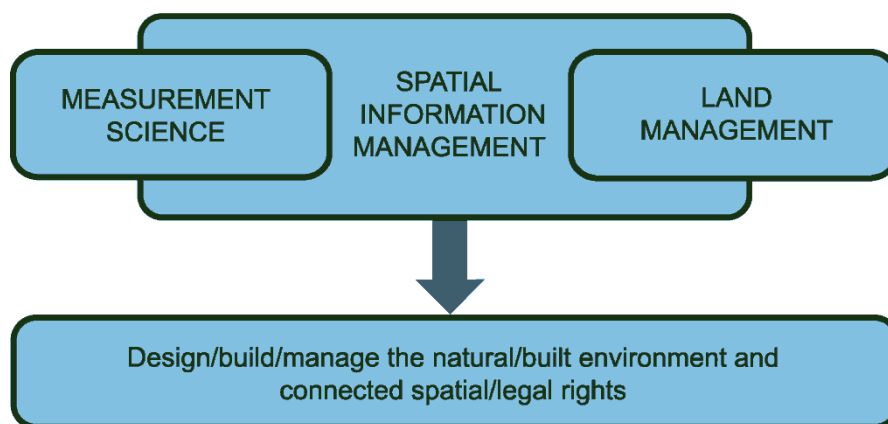 MEASUREMENT
SCIENCE
SPATIAL
INFORMATION
MANAGEMENT
LAND
MANAGEMENT
Design/build/manage the natural/built environment and
connected spatial/legal rights